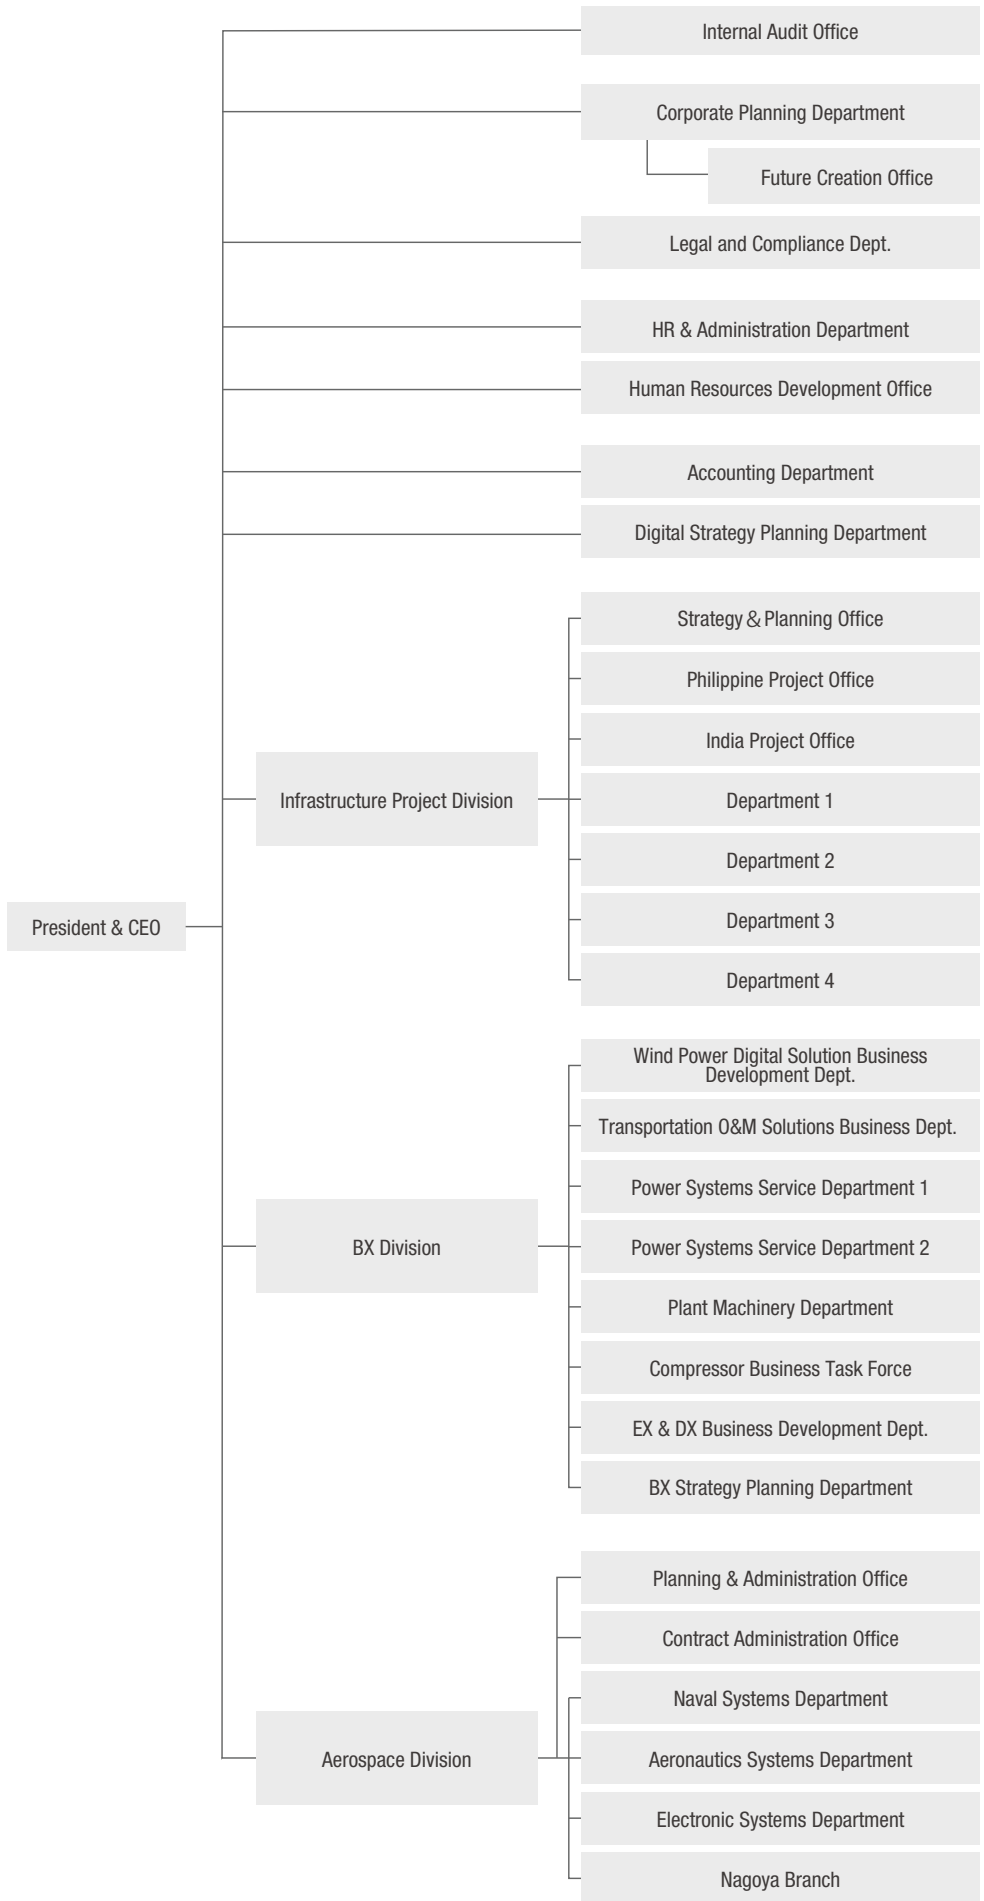 Internal Audit Office
Corporate Planning Department
Future Creation Office
Legal and Compliance Dept.
HR & Administration Department
Human Resources Development Office
Accounting Department
Digital Strategy Planning Department
Strategy & Planning Office
Philippine Project Office
India Project Office
Infrastructure Project Division
Department 1
Department 2
Department 3
President & CEO
Department 4
Wind Power Digital Solution Business
Development Dept.
Transportation O&M Solutions Business Dept.
Power Systems Service Department 1
BX Division
Power Systems Service Department 2
Plant Machinery Department
Compressor Business Task Force
EX & DX Business Development Dept.
BX Strategy Planning Department
Planning & Administration Office
Contract Administration Office
Naval Systems Department
Aerospace Division
Aeronautics Systems Department
Electronic Systems Department
Nagoya Branch